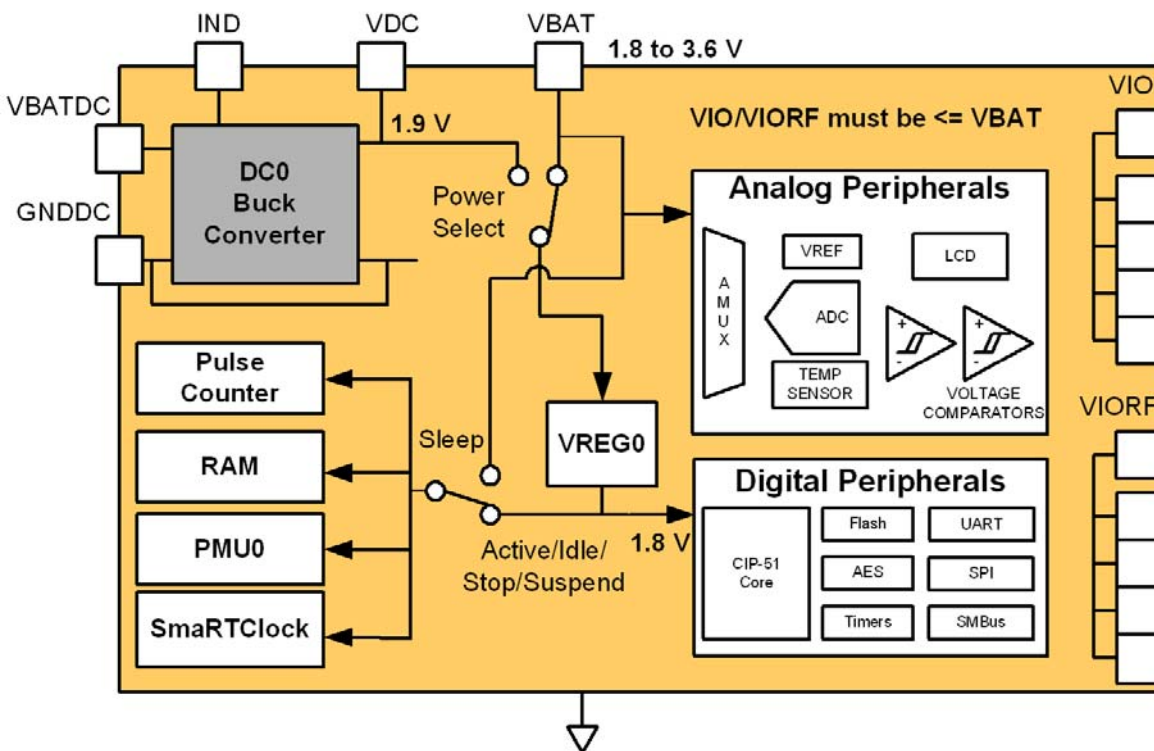 IND
VDC
VBAT
1.8 to 3.6 V
VIO
VBATDC
1.9 V
VIO/VIORF must be <= VBAT
DC0
Buck
Converter
GNDDC
Power
Select
Analog Peripherals
AMUX
VREF
LCD
ADC
TEMP
SENSOR
+
-
+
-
VOLTAGE
COMPARATORS
Pulse
Counter
RAM
PMU0
SmaRTClock
Sleep
VREG0
Active/Idle/
Stop/Suspend
1.8 V
VIORF
Digital Peripherals
CIP-51
Core
Flash
UART
AES
SPI
Timers
SMBus